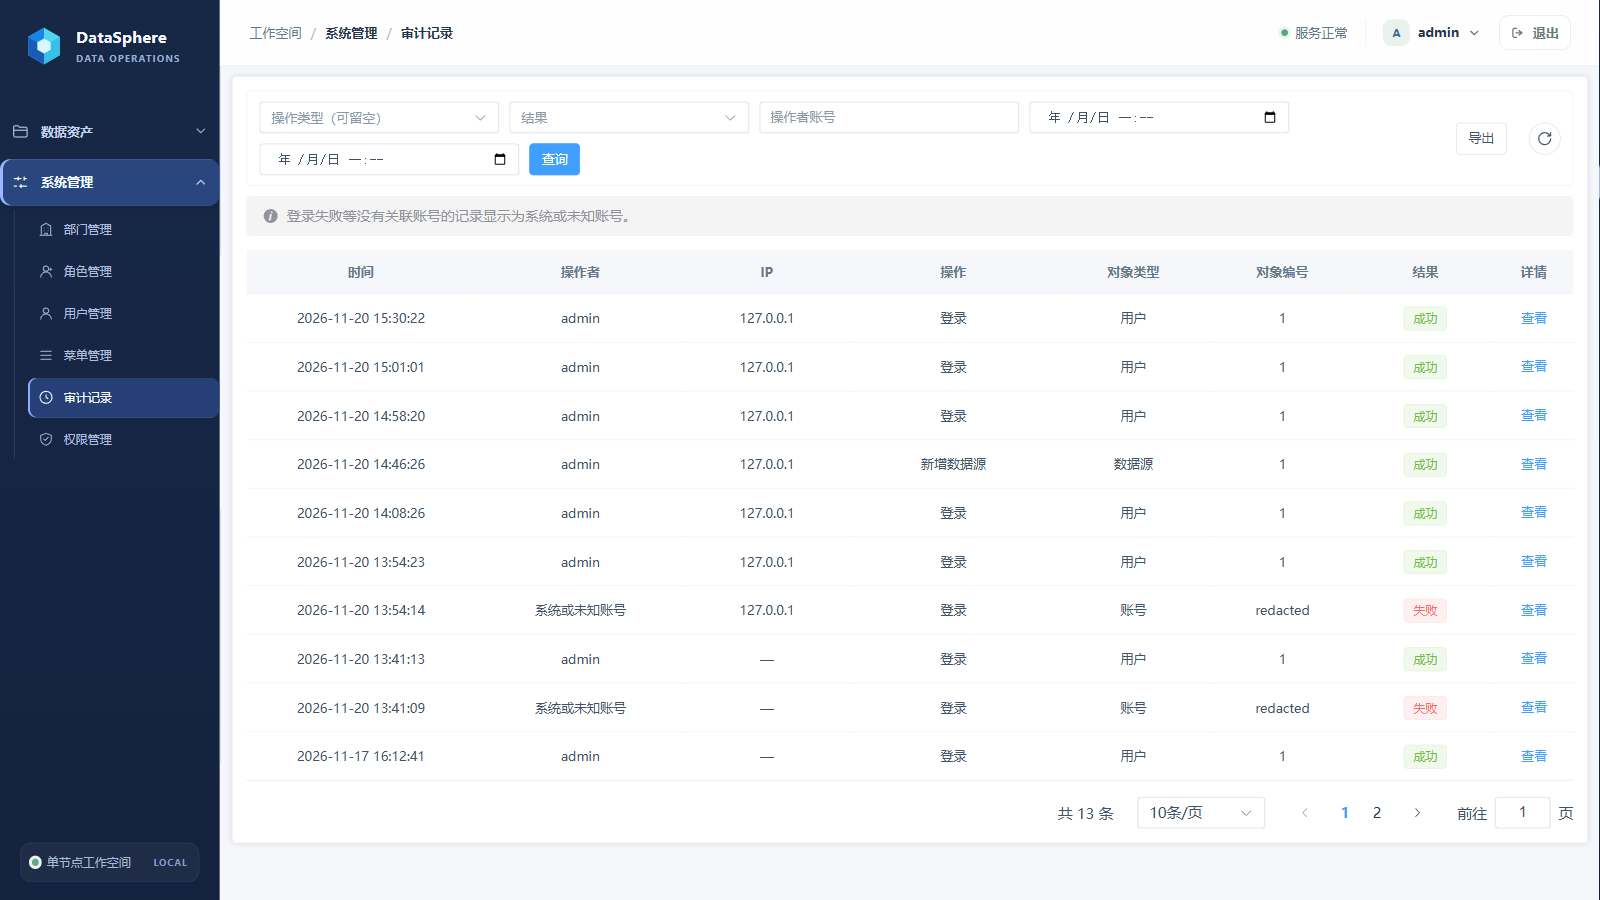 DataSphere
DATA OPERATIONS
数据资产
系统管理
部门管理
角色管理
用户管理
菜单管理
审计记录
权限管理
单节点工作空间 LOCAL
工作空间 / 系统管理 / 审计记录
服务正常 A admin 退出
操作类型（可留空） 结果 操作者账号 年 /月/日 —:--
年 /月/日 —:-- 查询
导出
登录失败等没有关联账号的记录显示为系统或未知账号。
时间 操作者 IP 操作 对象类型 对象编号 结果 详情
2026-11-20 15:30:22 admin 127.0.0.1 登录 用户 1 成功 查看
2026-11-20 15:01:01 admin 127.0.0.1 登录 用户 1 成功 查看
2026-11-20 14:58:20 admin 127.0.0.1 登录 用户 1 成功 查看
2026-11-20 14:46:26 admin 127.0.0.1 新增数据源 数据源 1 成功 查看
2026-11-20 14:08:26 admin 127.0.0.1 登录 用户 1 成功 查看
2026-11-20 13:54:23 admin 127.0.0.1 登录 用户 1 成功 查看
2026-11-20 13:54:14 系统或未知账号 127.0.0.1 登录 账号 redacted 失败 查看
2026-11-20 13:41:13 admin — 登录 用户 1 成功 查看
2026-11-20 13:41:09 系统或未知账号 — 登录 账号 redacted 失败 查看
2026-11-17 16:12:41 admin — 登录 用户 1 成功 查看
共 13 条 10条/页 1 2 前往 1 页